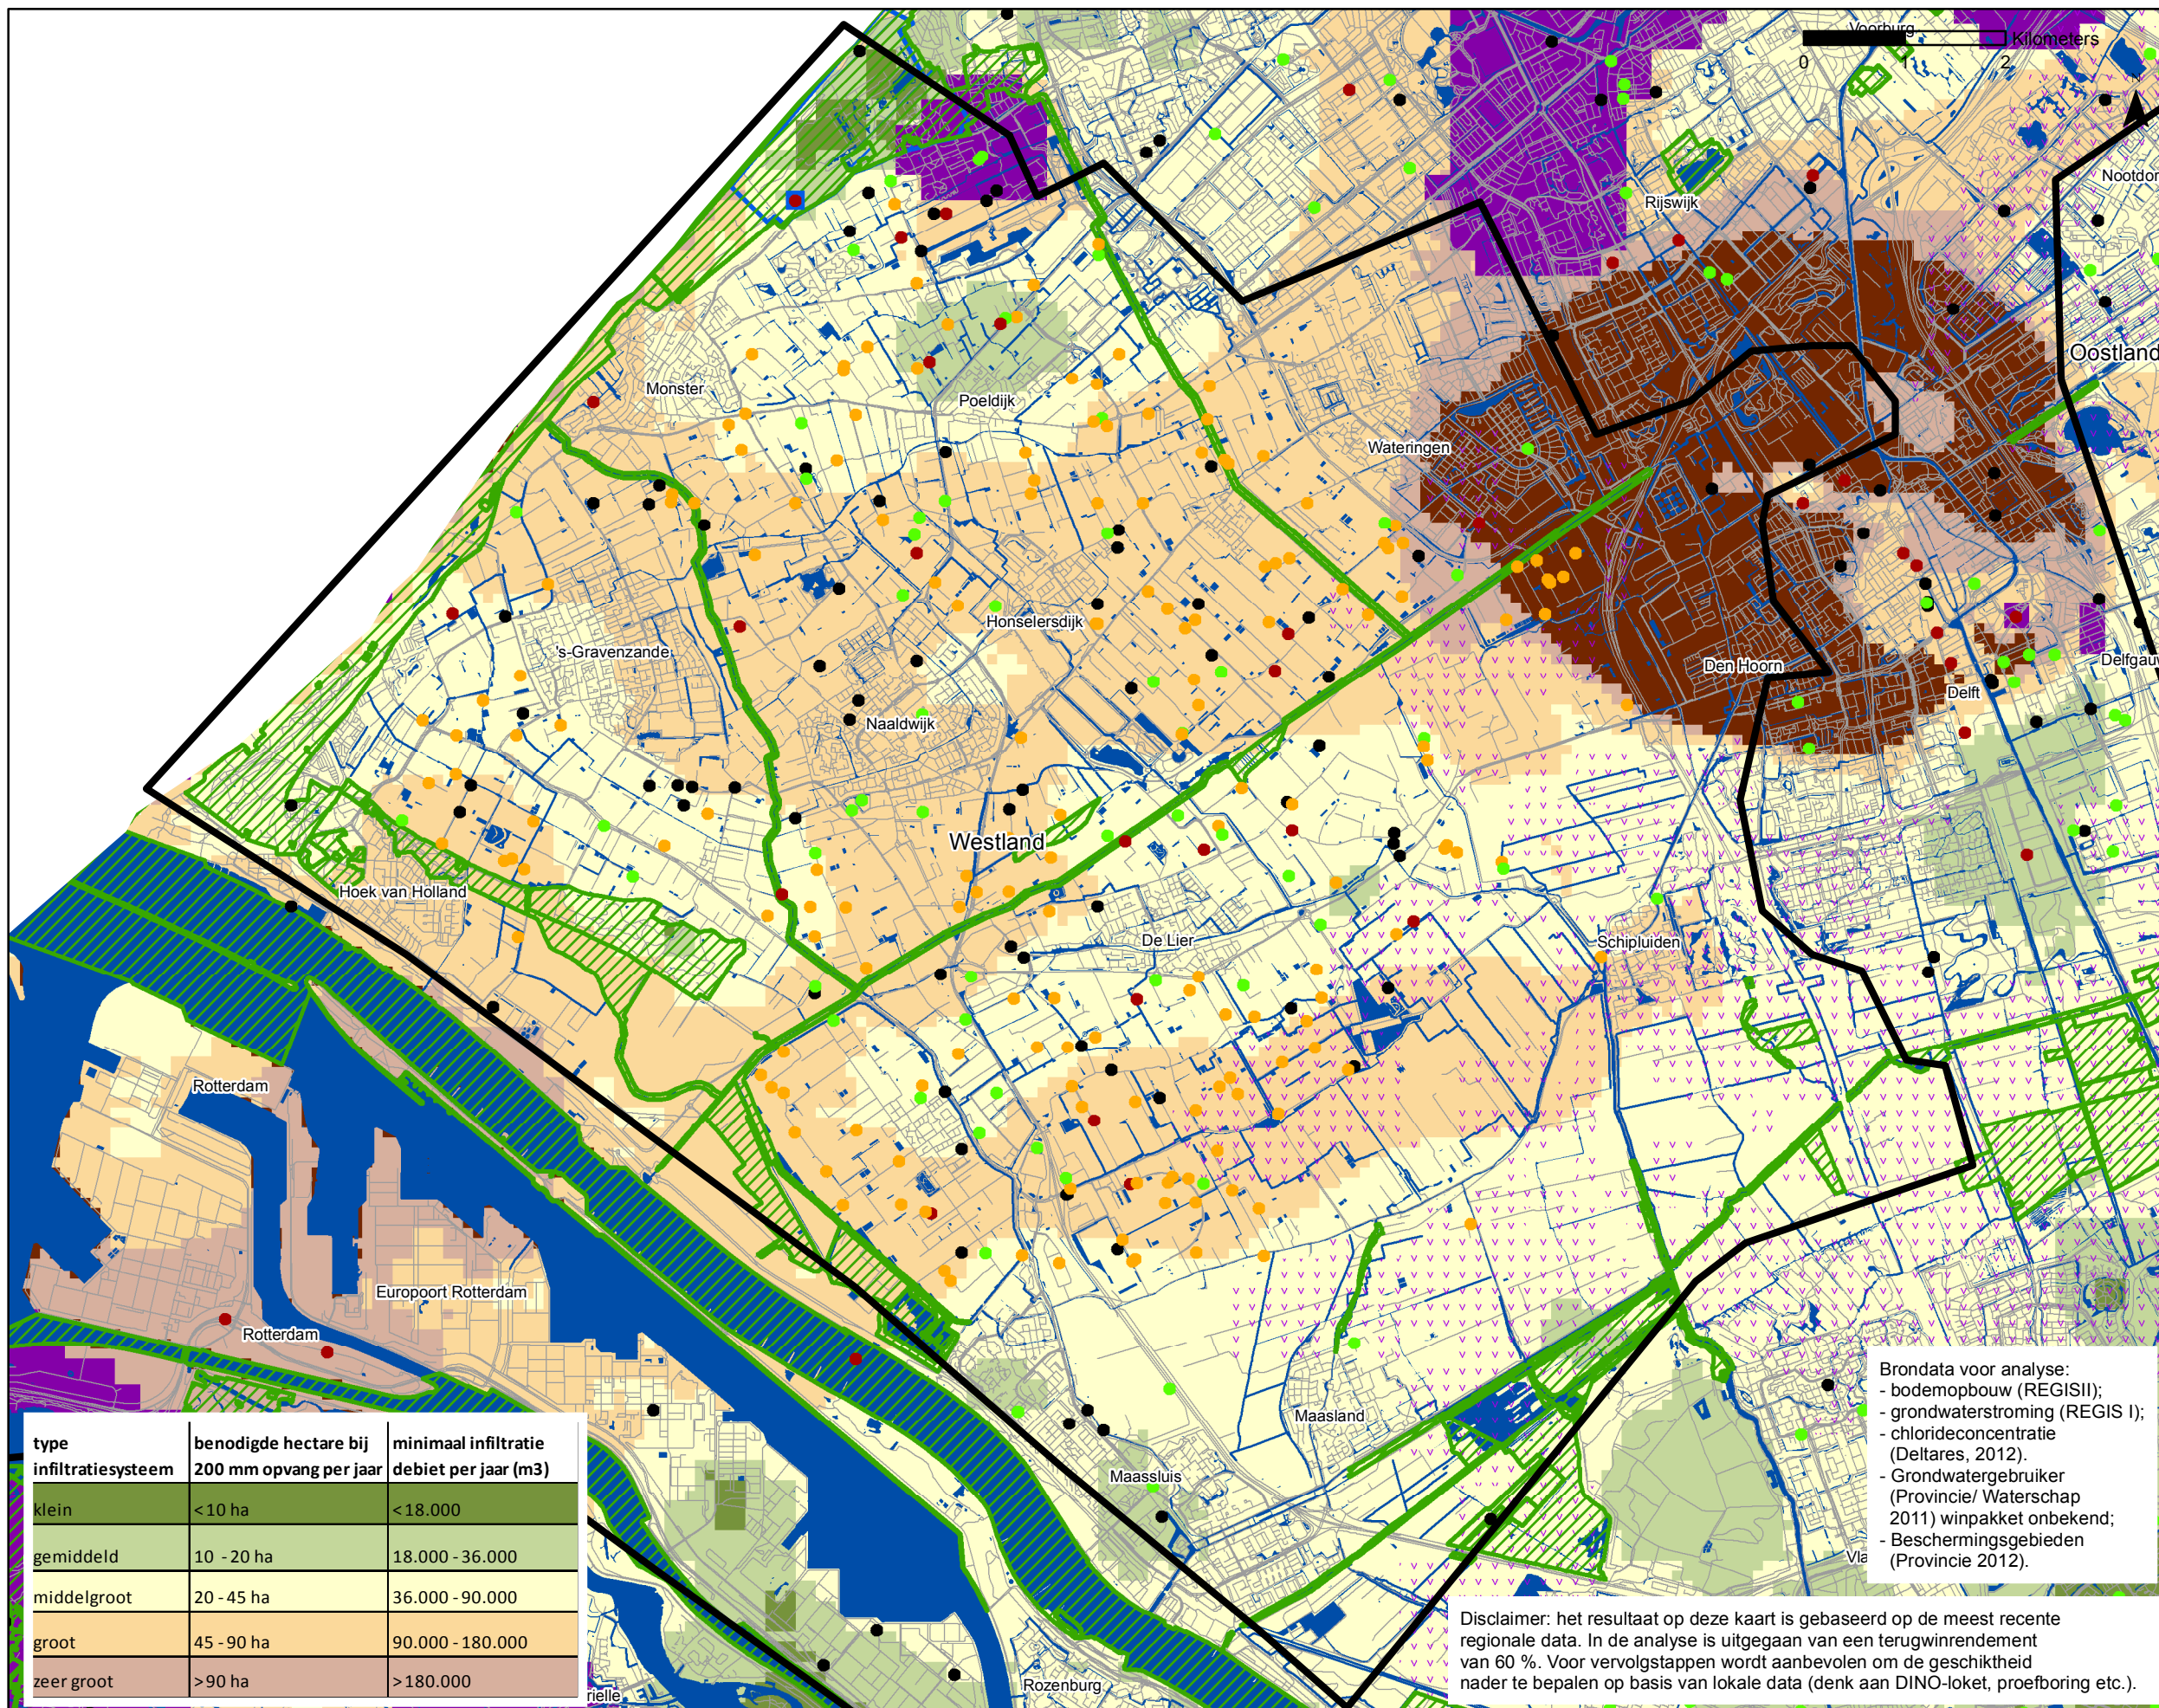 Voorburg
Kilometers
0 1 2
N
Nootdor
Rijswijk
Oostland
Monster
Poeldijk
Wateringen
Honselersdijk
's-Gravenzande
Den Hoorn
Delfgauw
Delft
Naaldwijk
Westland
Hoek van Holland
De Lier
Schipluiden
Rotterdam
Europoort Rotterdam
Rotterdam
Maasland
Maassluis
Vla
Rozenburg
rielle
type infiltratiesysteem | benodigde hectare bij 200 mm opvang per jaar | minimaal infiltratie debiet per jaar (m3)
klein | <10 ha | <18.000
gemiddeld | 10 - 20 ha | 18.000 - 36.000
middelgroot | 20 - 45 ha | 36.000 - 90.000
groot | 45 - 90 ha | 90.000 - 180.000
zeer groot | >90 ha | >180.000
Brondata voor analyse:
- bodemopbouw (REGISII);
- grondwaterstroming (REGIS I);
- chlorideconcentratie
(Deltares, 2012).
- Grondwatergebruiker
(Provincie/ Waterschap
2011) winpakket onbekend;
- Beschermingsgebieden
(Provincie 2012).
Disclaimer: het resultaat op deze kaart is gebaseerd op de meest recente
regionale data. In de analyse is uitgegaan van een terugwinrendement
van 60 %. Voor vervolgstappen wordt aanbevolen om de geschiktheid
nader te bepalen op basis van lokale data (denk aan DINO-loket, proefboring etc.).